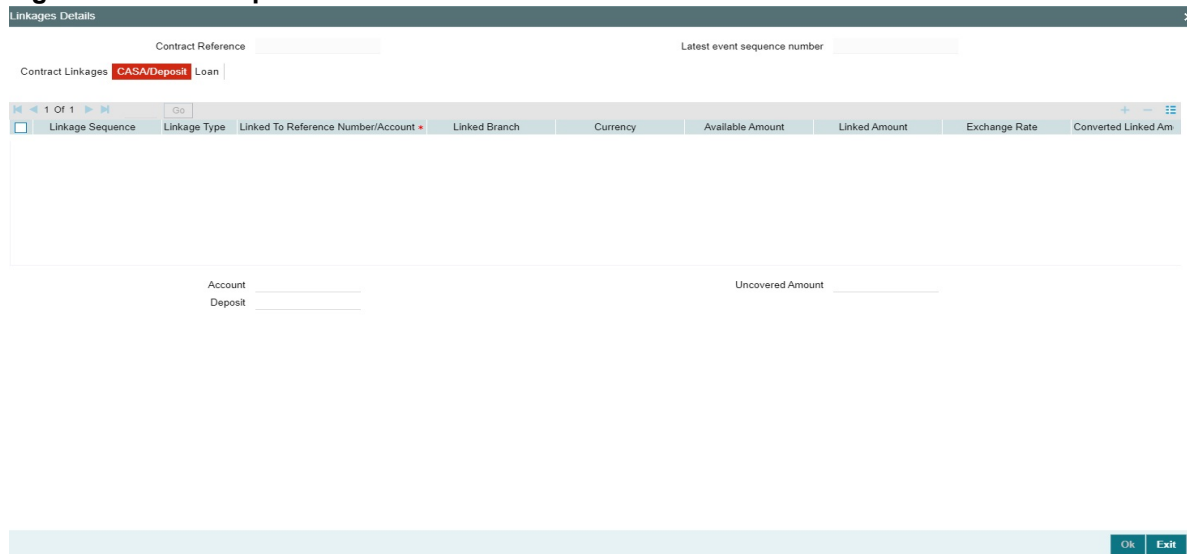 Linkages Details
Contract Reference Latest event sequence number
Contract Linkages CASA/Deposit Loan
1 Of 1 Go
Linkage Sequence Linkage Type Linked To Reference Number/Account * Linked Branch Currency Available Amount Linked Amount Exchange Rate Converted Linked Am
Account Uncovered Amount
Deposit
Ok Exit